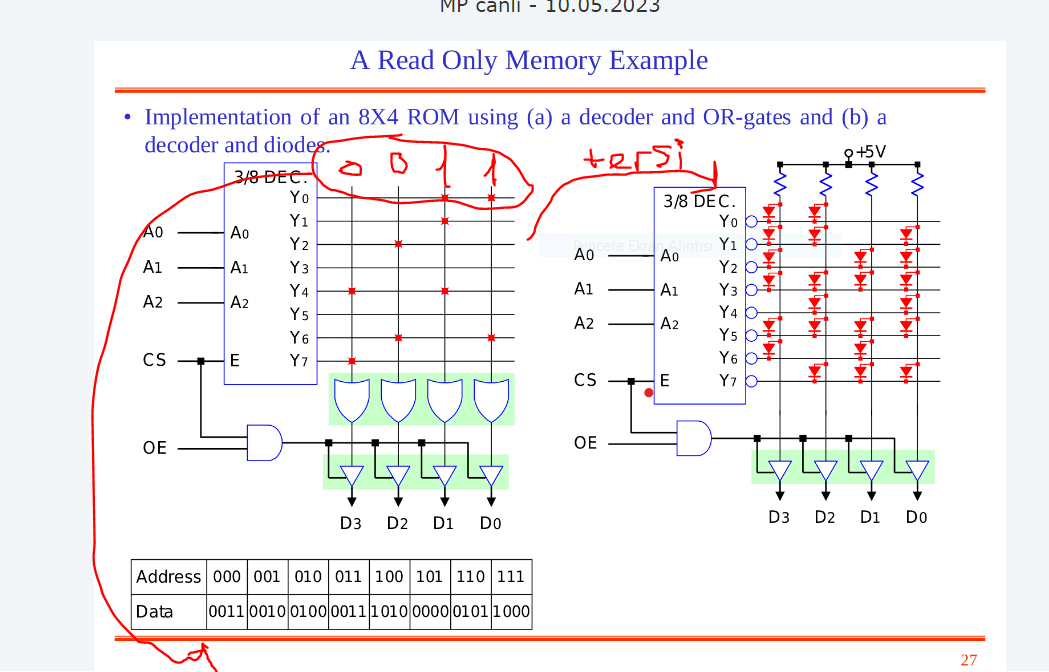 MP canlı - 10.05.2023
A Read Only Memory Example
• Implementation of an 8X4 ROM using (a) a decoder and OR-gates and (b) a
decoder and diodes.
0 0 1 1
tersi
+5V
3/8 DEC.
Y0
Y1
Y2
Y3
Y4
Y5
Y6
Y7
A0 A0
A1 A1
A2 A2
CS E
OE
D3 D2 D1 D0
3/8 DEC.
Y0
Y1
Y2
Y3
Y4
Y5
Y6
Y7
A0 A0
A1 A1
A2 A2
CS E
OE
D3 D2 D1 D0
Pencere Ekran Alıntısı
Address 000 001 010 011 100 101 110 111
Data 0011 0010 0100 0011 1010 0000 0101 1000
27